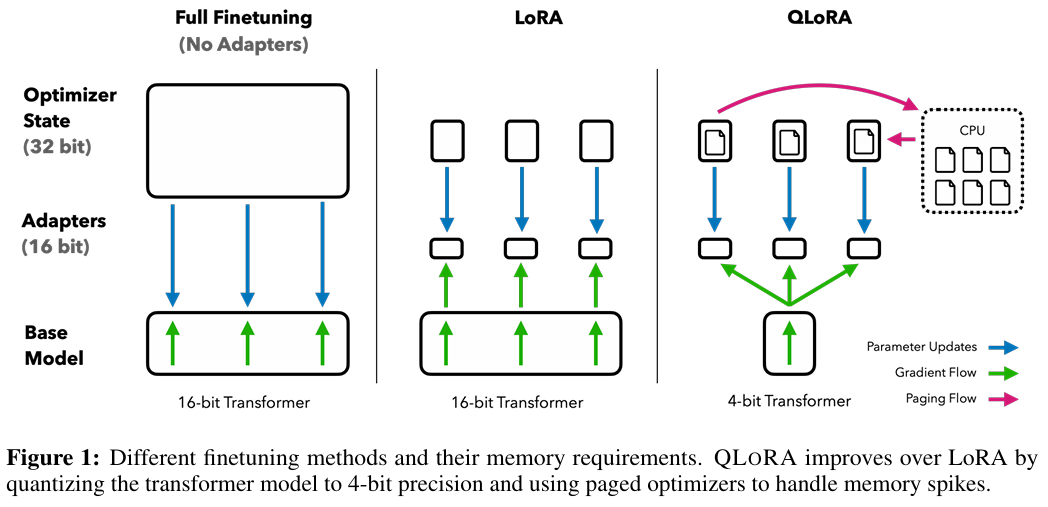 Full Finetuning
(No Adapters)
LoRA
QLoRA
Optimizer
State
(32 bit)
CPU
Adapters
(16 bit)
Base
Model
Parameter Updates
Gradient Flow
Paging Flow
16-bit Transformer
16-bit Transformer
4-bit Transformer
Figure 1: Different finetuning methods and their memory requirements. QLORA improves over LoRA by
quantizing the transformer model to 4-bit precision and using paged optimizers to handle memory spikes.